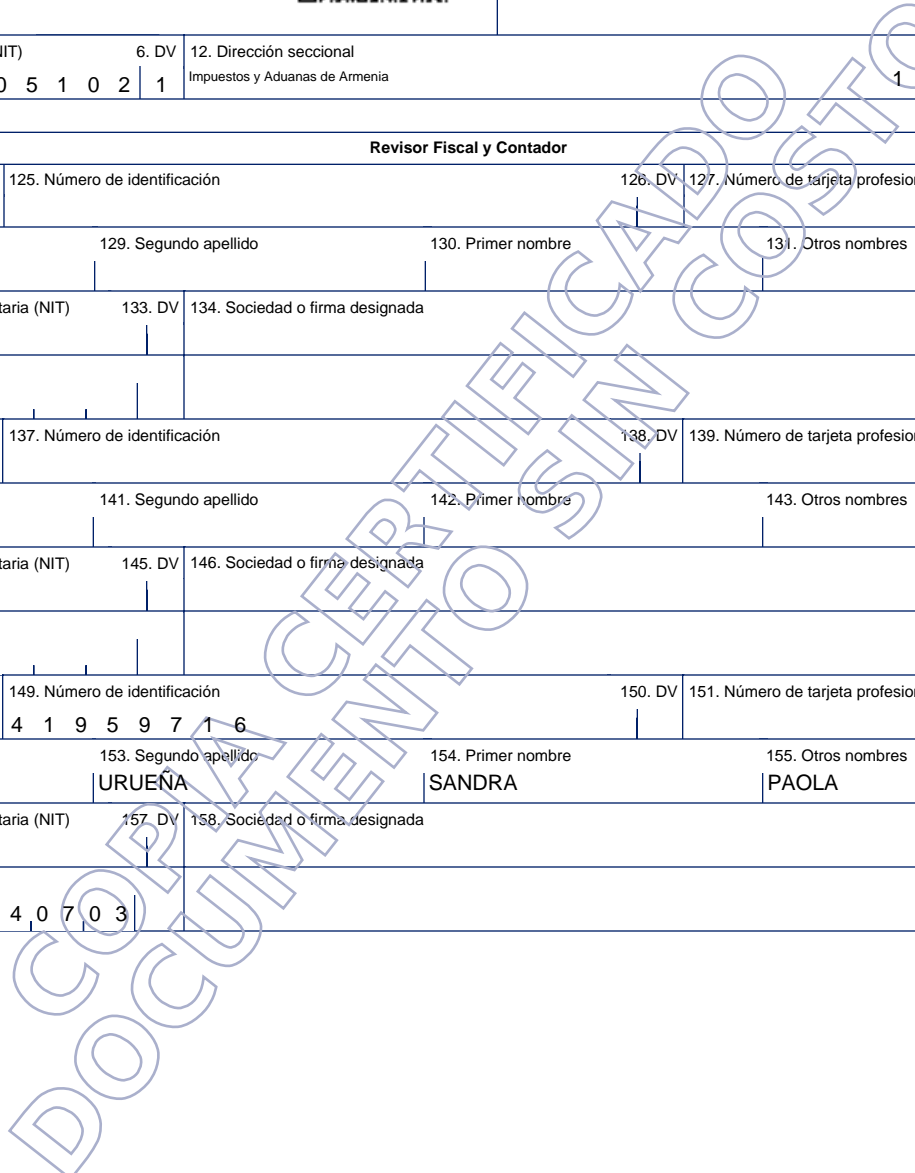 NIT) 6. DV 12. Dirección seccional
0 5 1 0 2 1 Impuestos y Aduanas de Armenia 1
Revisor Fiscal y Contador
125. Número de identificación 126. DV 127. Número de tarjeta profesion
129. Segundo apellido 130. Primer nombre 131. Otros nombres
taria (NIT) 133. DV 134. Sociedad o firma designada
137. Número de identificación 138. DV 139. Número de tarjeta profesion
141. Segundo apellido 142. Primer nombre 143. Otros nombres
taria (NIT) 145. DV 146. Sociedad o firma designada
149. Número de identificación 150. DV 151. Número de tarjeta profesion
4 1 9 5 9 7 1 6
153. Segundo apellido 154. Primer nombre 155. Otros nombres
URUEÑA SANDRA PAOLA
taria (NIT) 157. DV 158. Sociedad o firma designada
4 0 7 0 3
COPIA CERTIFICADO
DOCUMENTO SIN COSTO